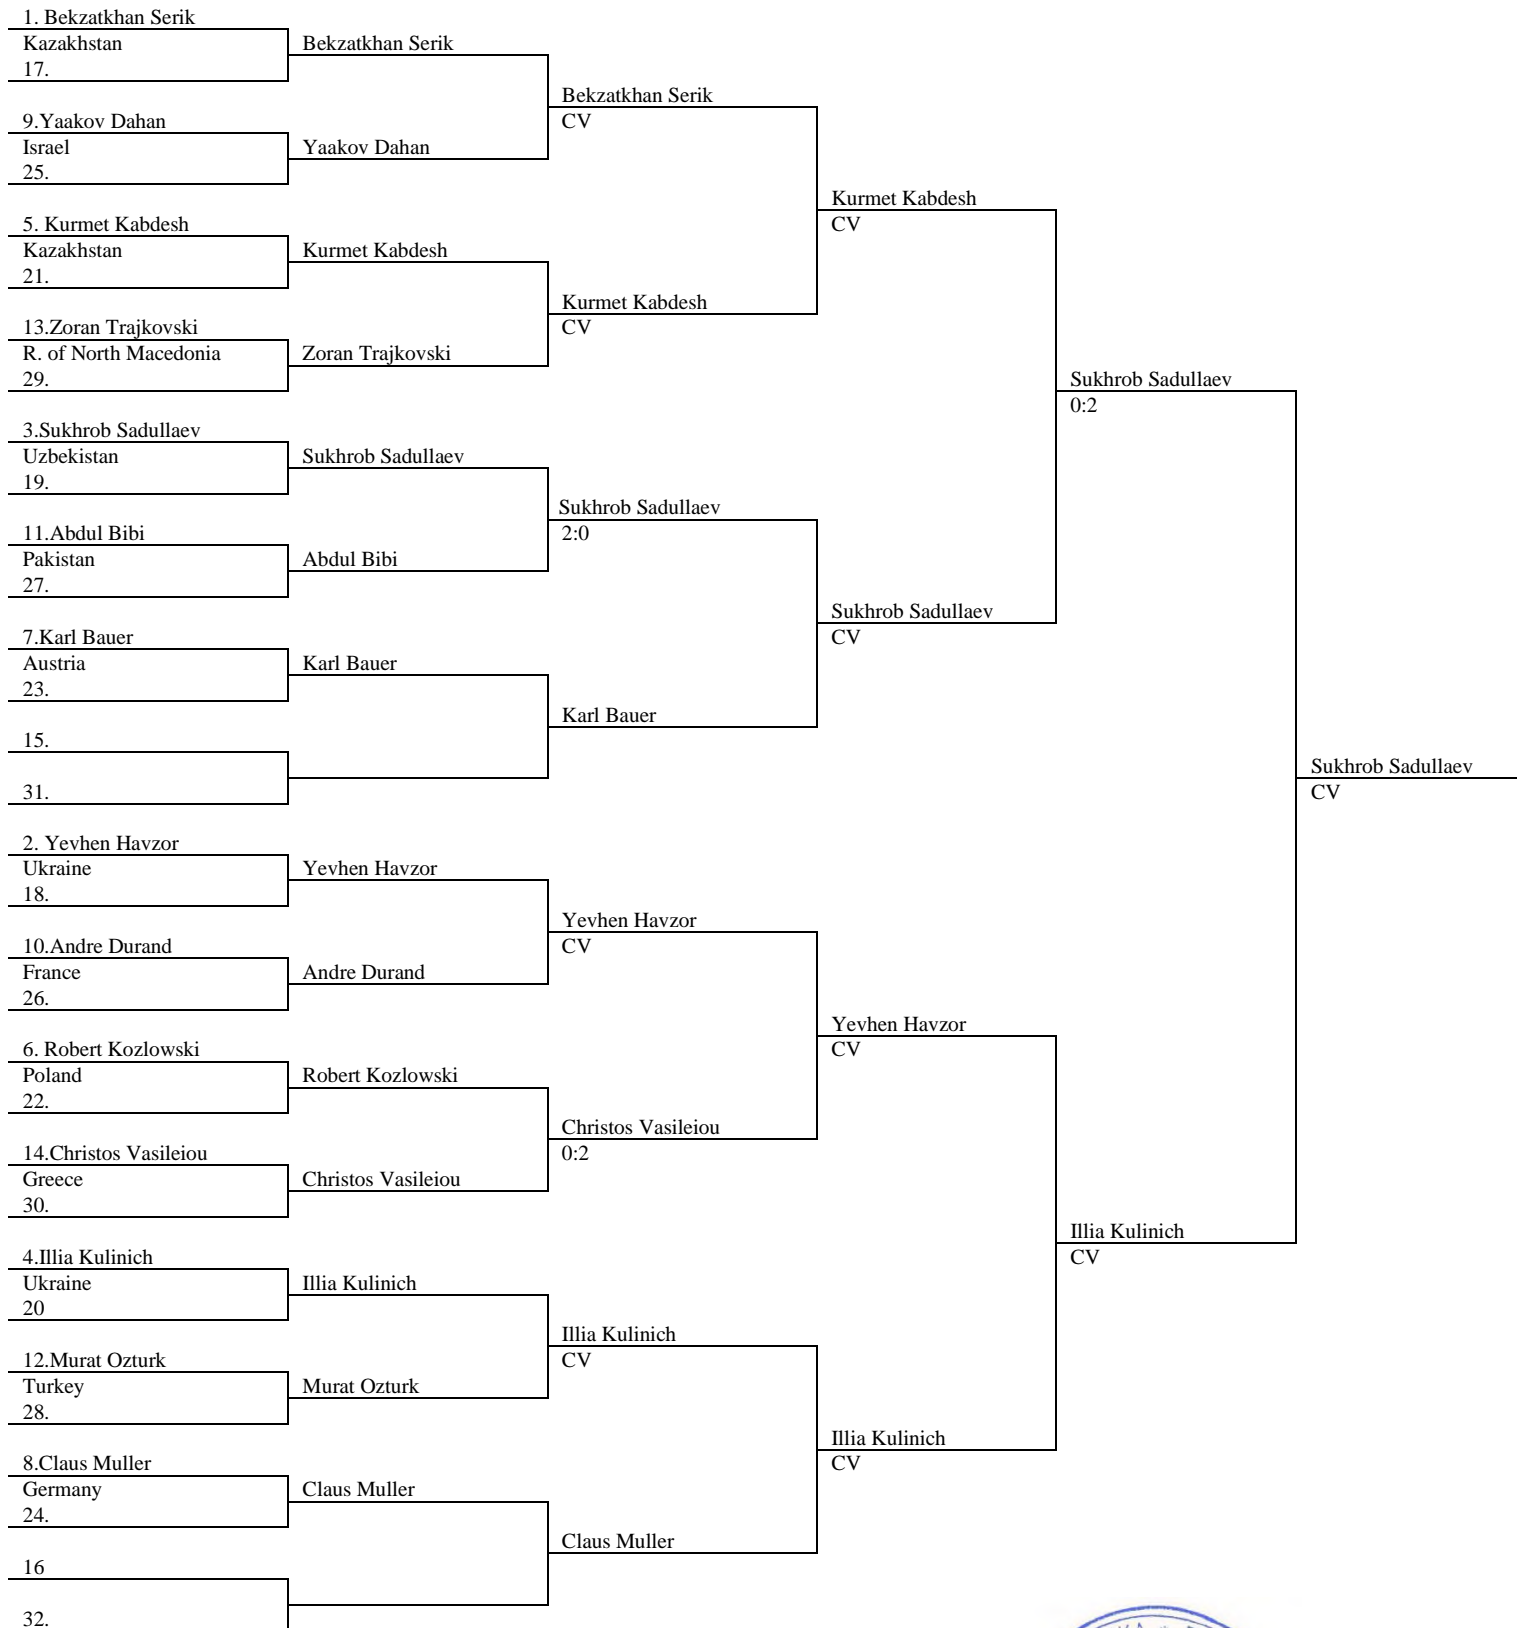 1. Bekzatkhan Serik
Kazakhstan
Bekzatkhan Serik
17.
Bekzatkhan Serik
9.Yaakov Dahan
CV
Israel
Yaakov Dahan
25.
Kurmet Kabdesh
5. Kurmet Kabdesh
CV
Kazakhstan
Kurmet Kabdesh
21.
Kurmet Kabdesh
13.Zoran Trajkovski
CV
R. of North Macedonia
Zoran Trajkovski
29.
Sukhrob Sadullaev
0:2
3.Sukhrob Sadullaev
Uzbekistan
Sukhrob Sadullaev
19.
Sukhrob Sadullaev
11.Abdul Bibi
2:0
Pakistan
Abdul Bibi
27.
Sukhrob Sadullaev
7.Karl Bauer
CV
Austria
Karl Bauer
23.
Karl Bauer
15.
Sukhrob Sadullaev
31.
CV
2. Yevhen Havzor
Ukraine
Yevhen Havzor
18.
Yevhen Havzor
10.Andre Durand
CV
France
Andre Durand
26.
Yevhen Havzor
6. Robert Kozlowski
CV
Poland
Robert Kozlowski
22.
Christos Vasileiou
14.Christos Vasileiou
0:2
Greece
Christos Vasileiou
30.
Illia Kulinich
4.Illia Kulinich
CV
Ukraine
Illia Kulinich
20
Illia Kulinich
12.Murat Ozturk
CV
Turkey
Murat Ozturk
28.
Illia Kulinich
8.Claus Muller
CV
Germany
Claus Muller
24.
Claus Muller
16
32.